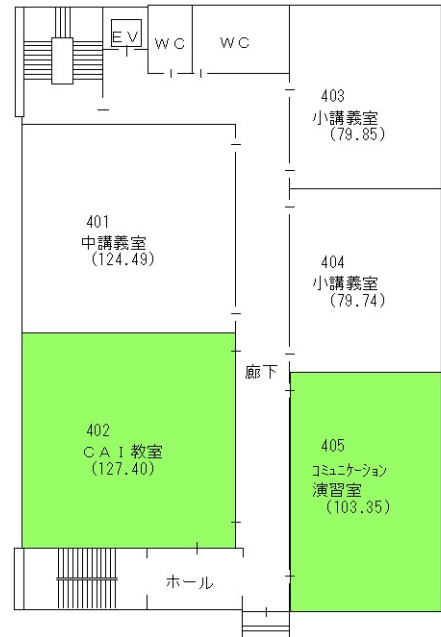 ＥＶ
ＷＣ
ＷＣ
403
小講義室
(79.85)
401
中講義室
(124.49)
404
小講義室
(79.74)
廊下
402
ＣＡＩ教室
(127.40)
405
ｺﾐｭﾆｹｰｼｮﾝ
演習室
(103.35)
ホール